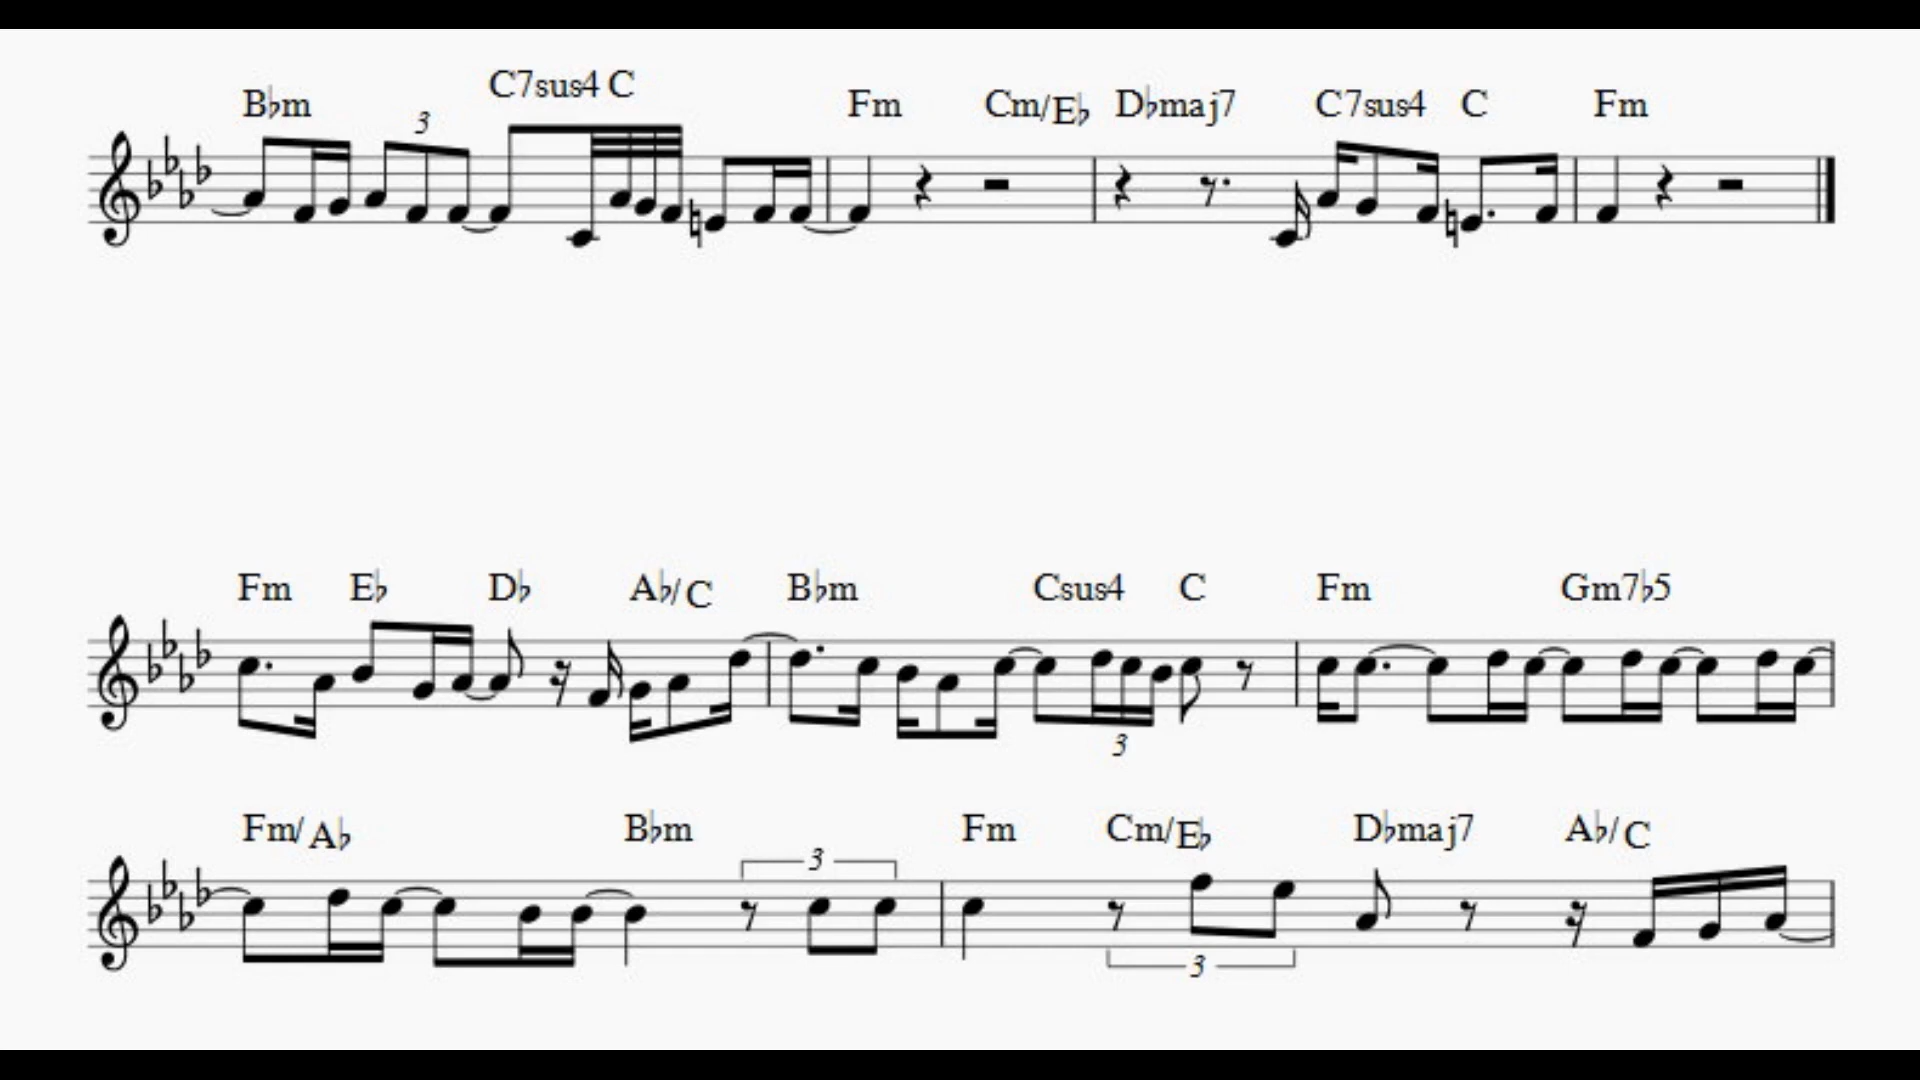 B♭m C7sus4 C Fm Cm/E♭ D♭maj7 C7sus4 C Fm
3
Fm E♭ D♭ A♭/C B♭m Csus4 C Fm Gm7♭5
3
Fm/A♭ B♭m Fm Cm/E♭ D♭maj7 A♭/C
3
3